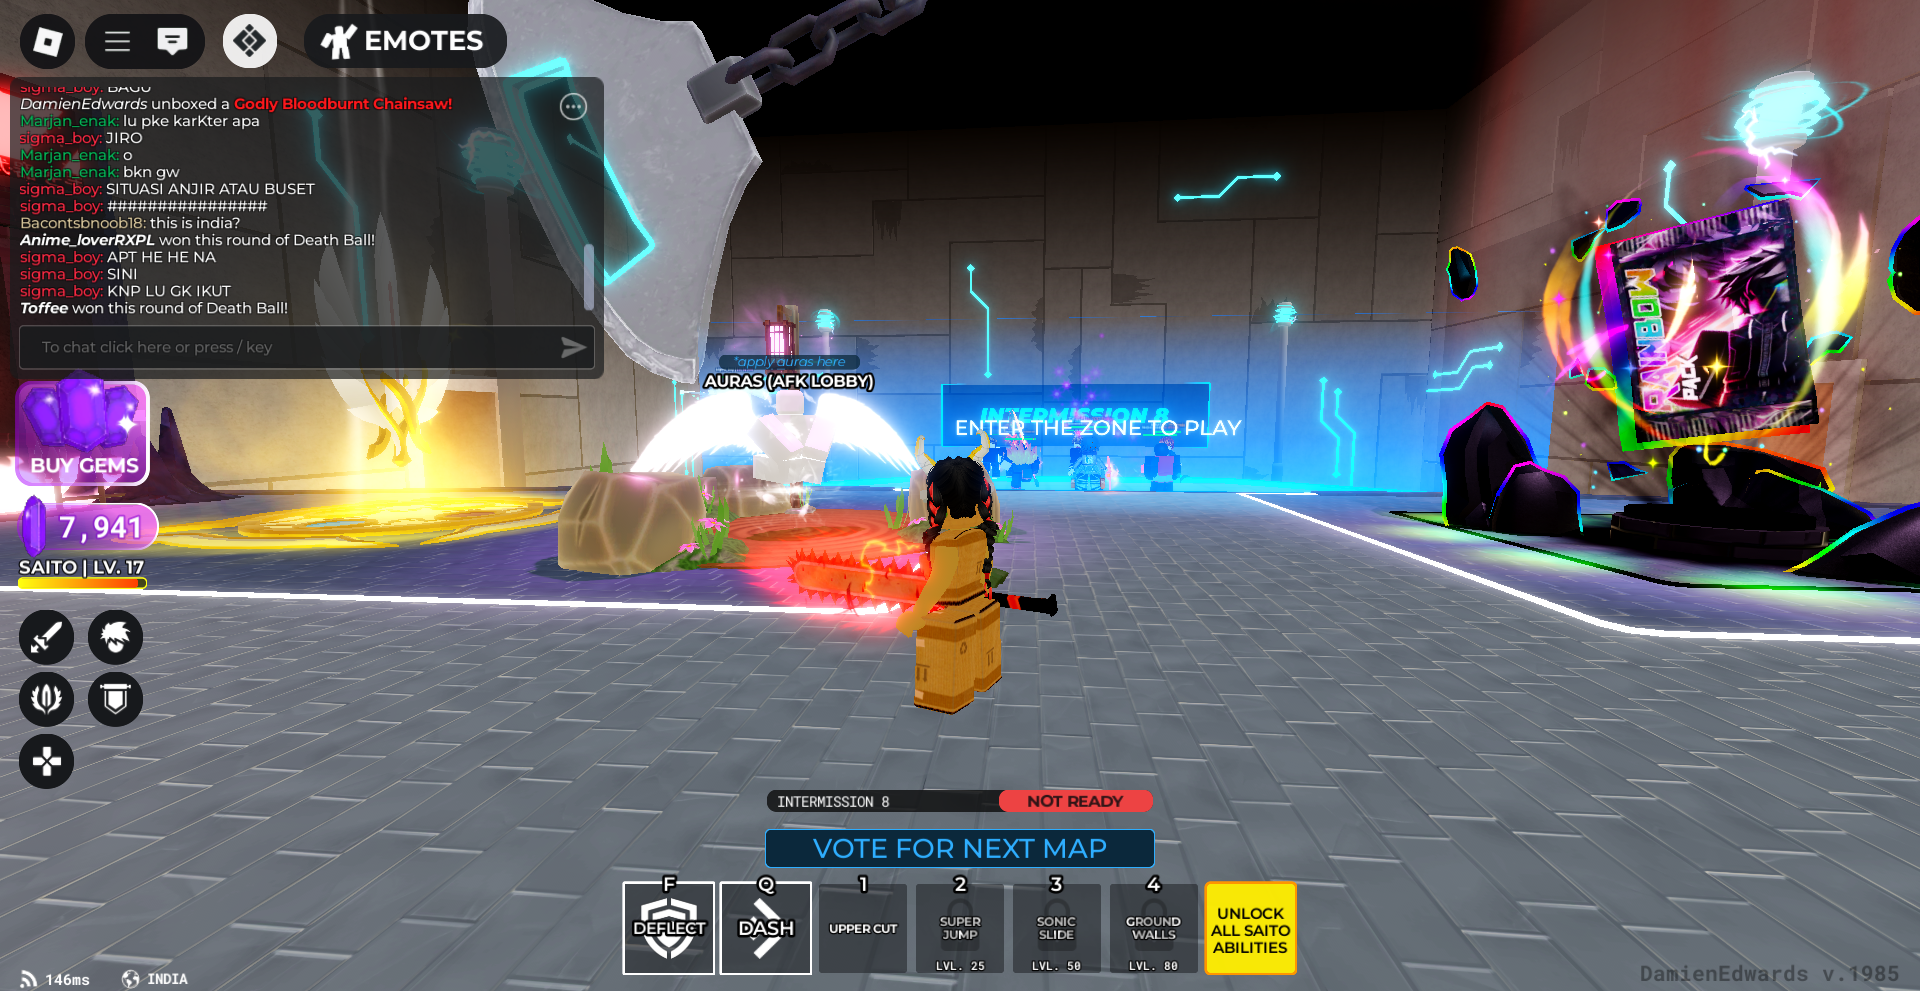 EMOTES
sigma_boy: BAGU
DamienEdwards unboxed a Godly Bloodburnt Chainsaw!
Marjan_enak: lu pke karKter apa
sigma_boy: JIRO
Marjan_enak: o
Marjan_enak: bkn gw
sigma_boy: SITUASI ANJIR ATAU BUSET
sigma_boy: ################
Bacontsbnoob18: this is india?
Anime_loverRXPL won this round of Death Ball!
sigma_boy: APT HE HE NA
sigma_boy: SINI
sigma_boy: KNP LU GK IKUT
Toffee won this round of Death Ball!
To chat click here or press / key
*apply auras here
AURAS (AFK LOBBY)
INTERMISSION 8
ENTER THE ZONE TO PLAY
PACK
BUY GEMS
7,941
SAITO | LV. 17
INTERMISSION 8
NOT READY
VOTE FOR NEXT MAP
F
DEFLECT
Q
DASH
1
UPPER CUT
2
SUPER
JUMP
LVL. 25
3
SONIC
SLIDE
LVL. 50
4
GROUND
WALLS
LVL. 80
UNLOCK
ALL SAITO
ABILITIES
146ms
INDIA
DamienEdwards v.1985